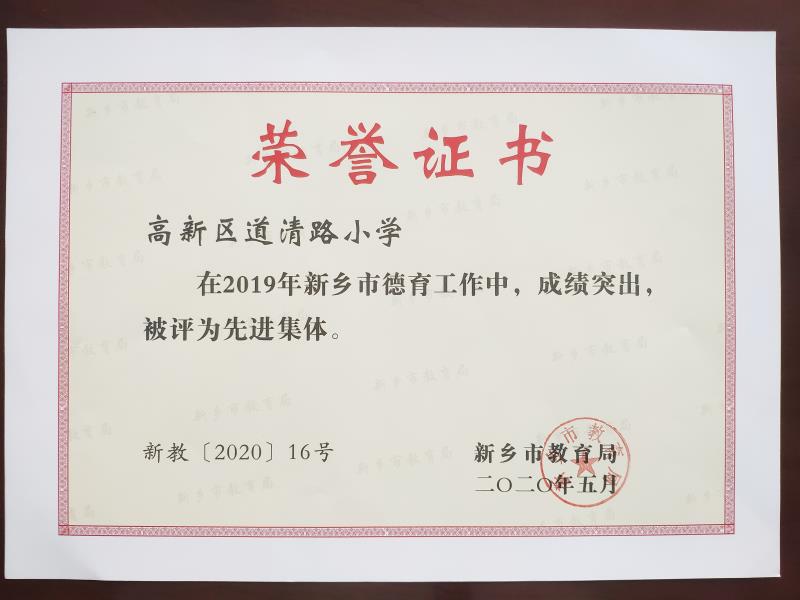 荣誉证书
高新区道清路小学
在2019年新乡市德育工作中，成绩突出，
被评为先进集体。
新教〔2020〕16号
新乡市教育局
二〇二〇年五月